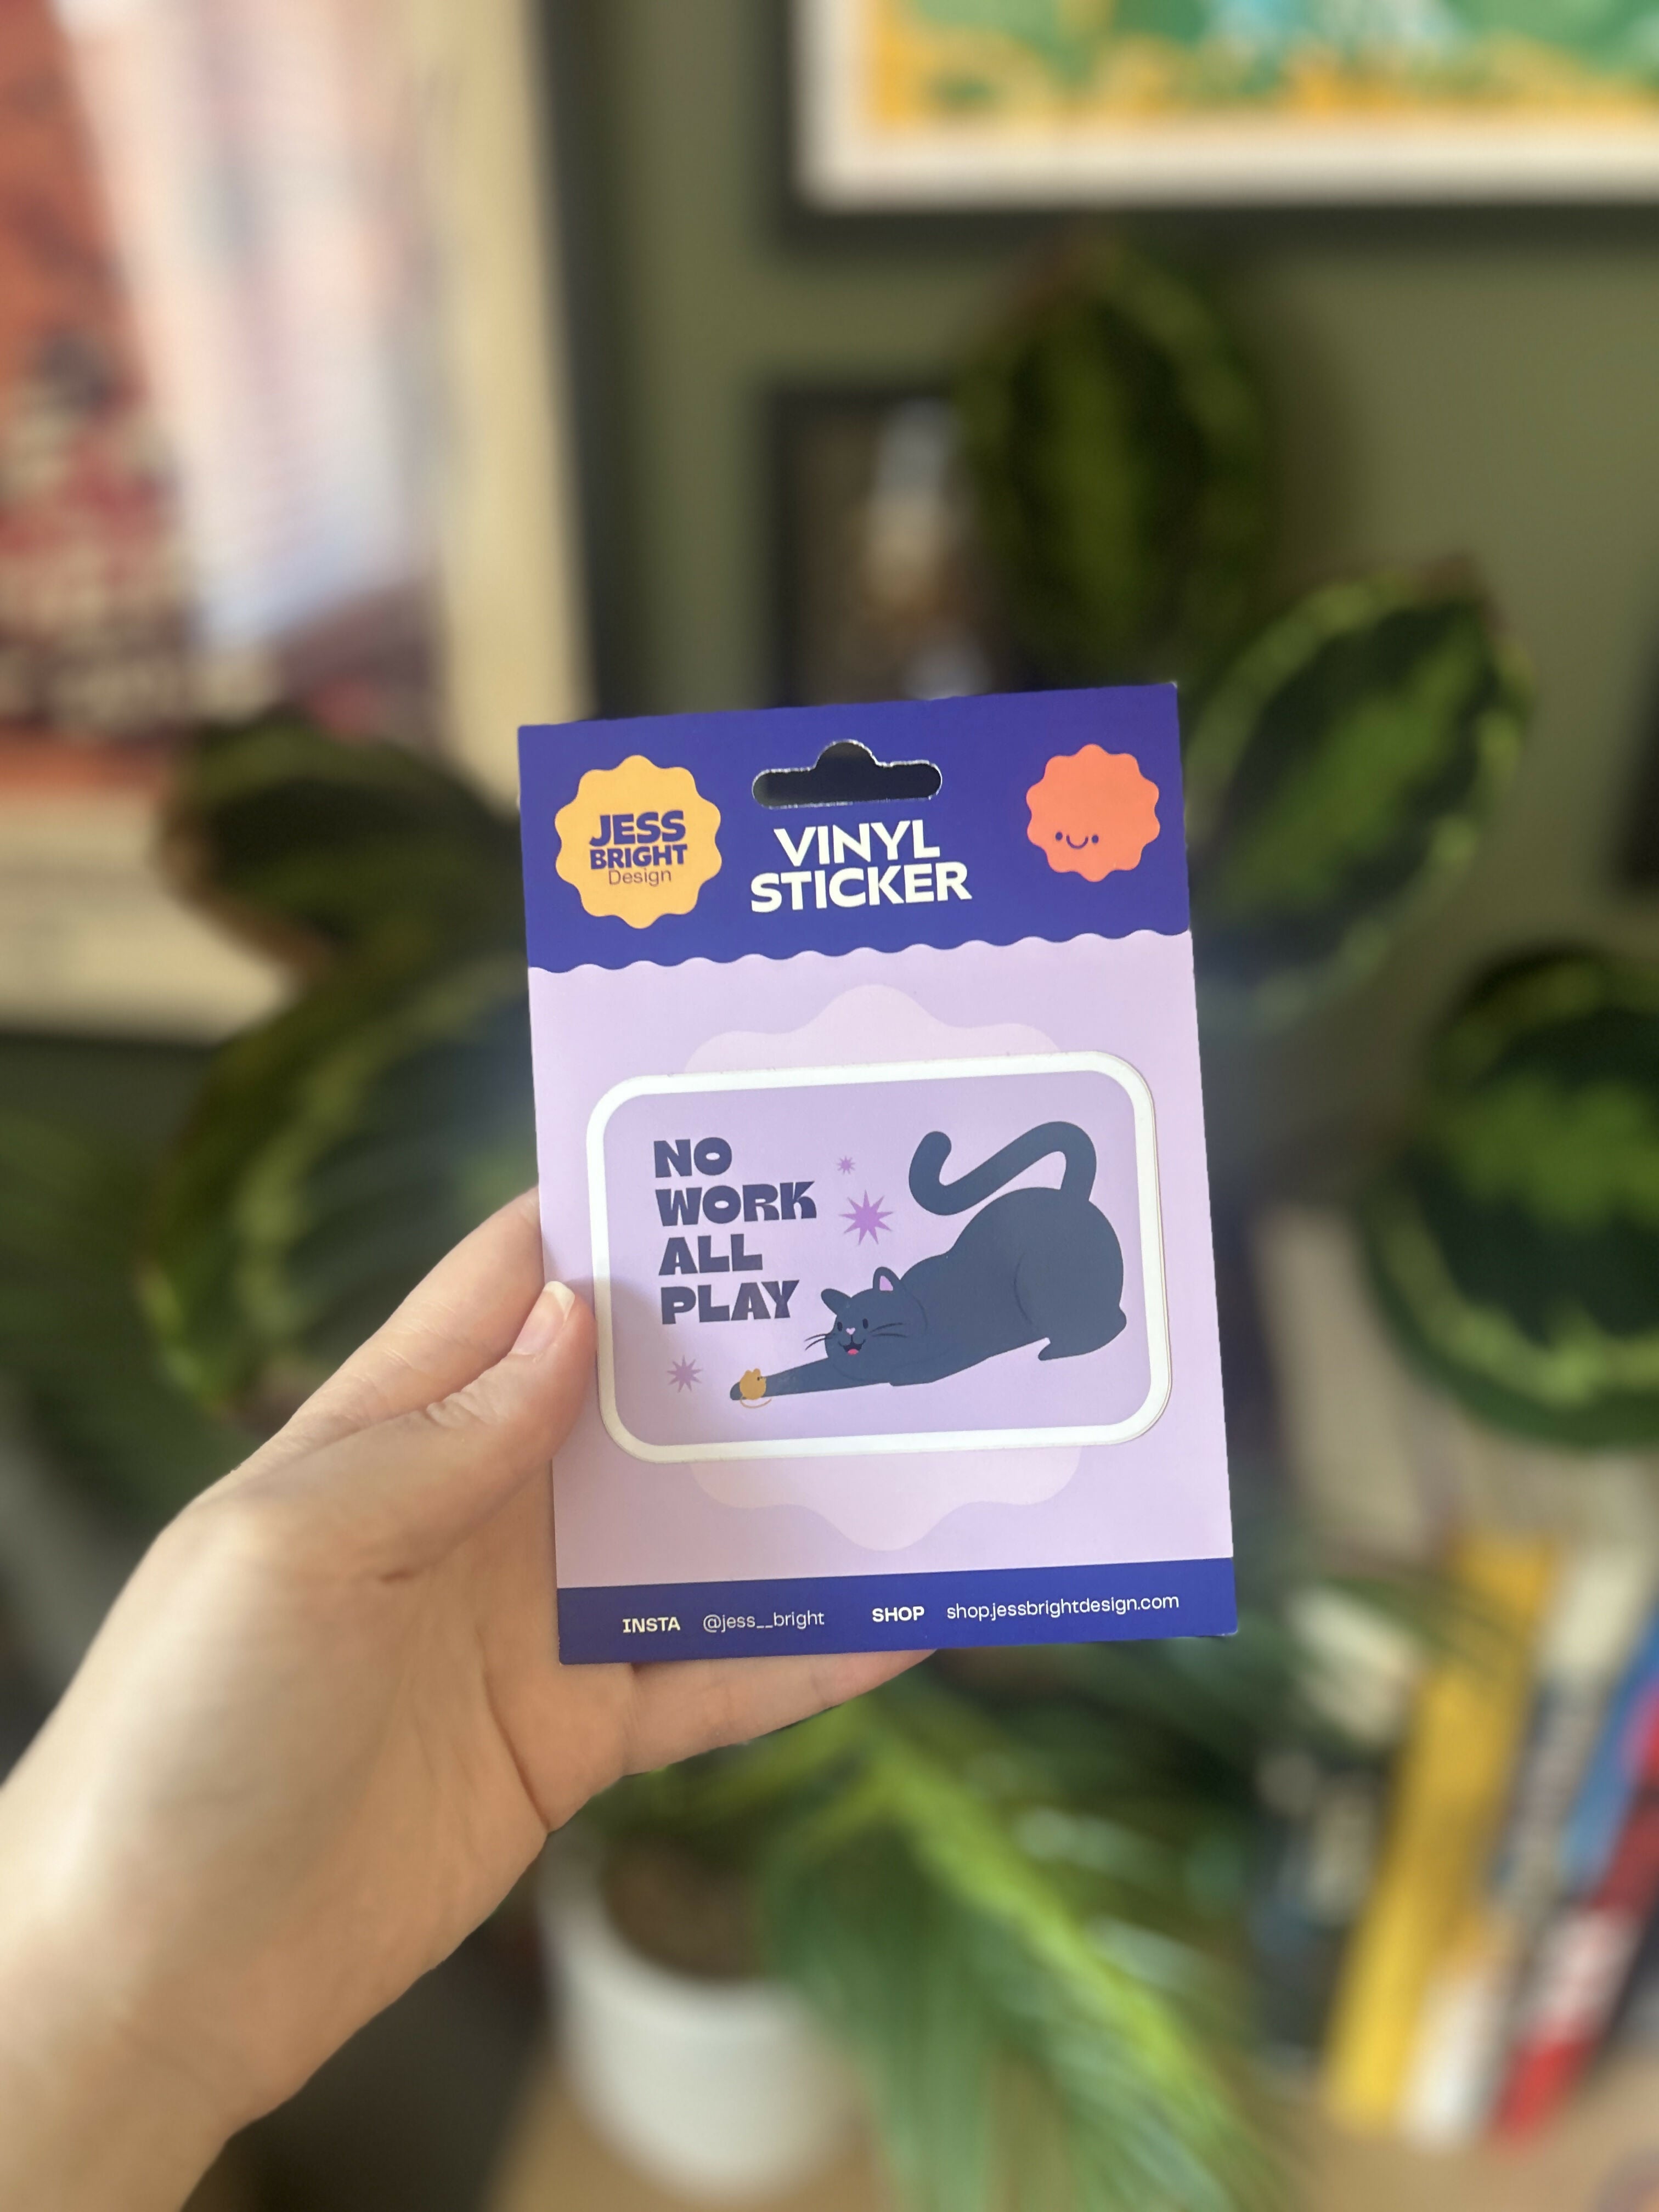 JESS
BRIGHT
Design
VINYL
STICKER
NO
WORK
ALL
PLAY
INSTA @jess__bright SHOP shop.jessbrightdesign.com